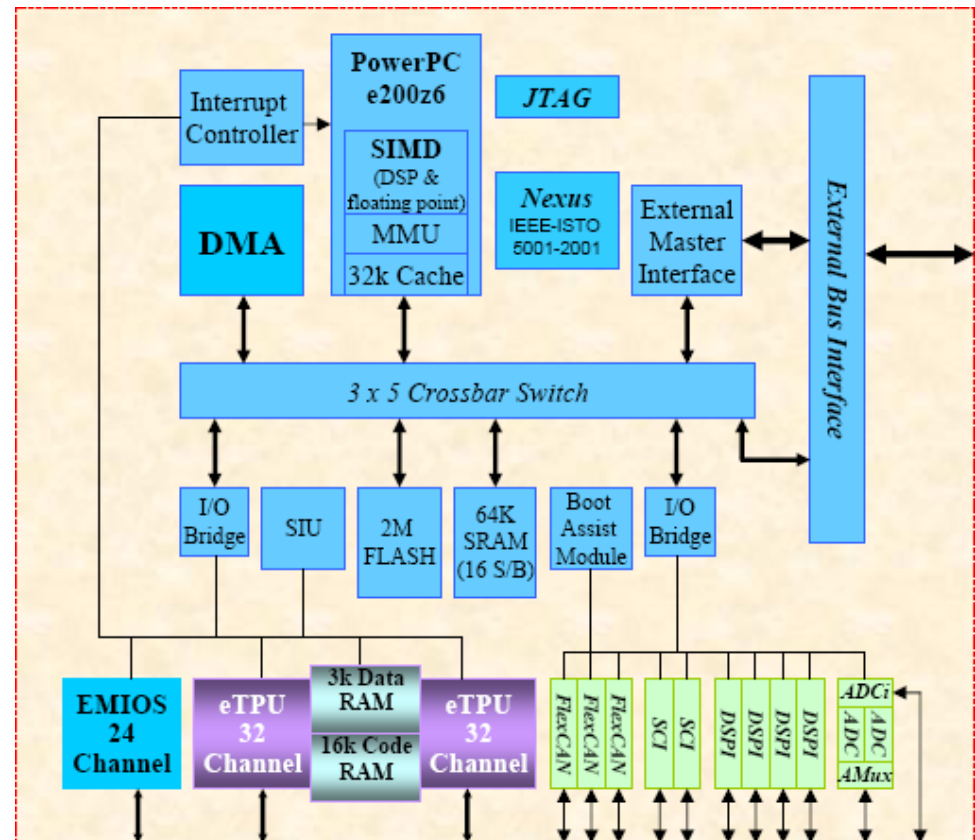 PowerPC
e200z6
SIMD
(DSP &
floating point)
MMU
32k Cache
Interrupt
Controller
DMA
JTAG
Nexus
IEEE-ISTO
5001-2001
External
Master
Interface
External Bus Interface
3 x 5 Crossbar Switch
I/O
Bridge
SIU
2M
FLASH
64K
SRAM
(16 S/B)
Boot
Assist
Module
I/O
Bridge
EMIOS
24
Channel
eTPU
32
Channel
3k Data
RAM
16k Code
RAM
eTPU
32
Channel
FlexCAN
FlexCAN
FlexCAN
SCI
SCI
DSPI
DSPI
DSPI
DSPI
ADCi
ADC
ADC
AMux